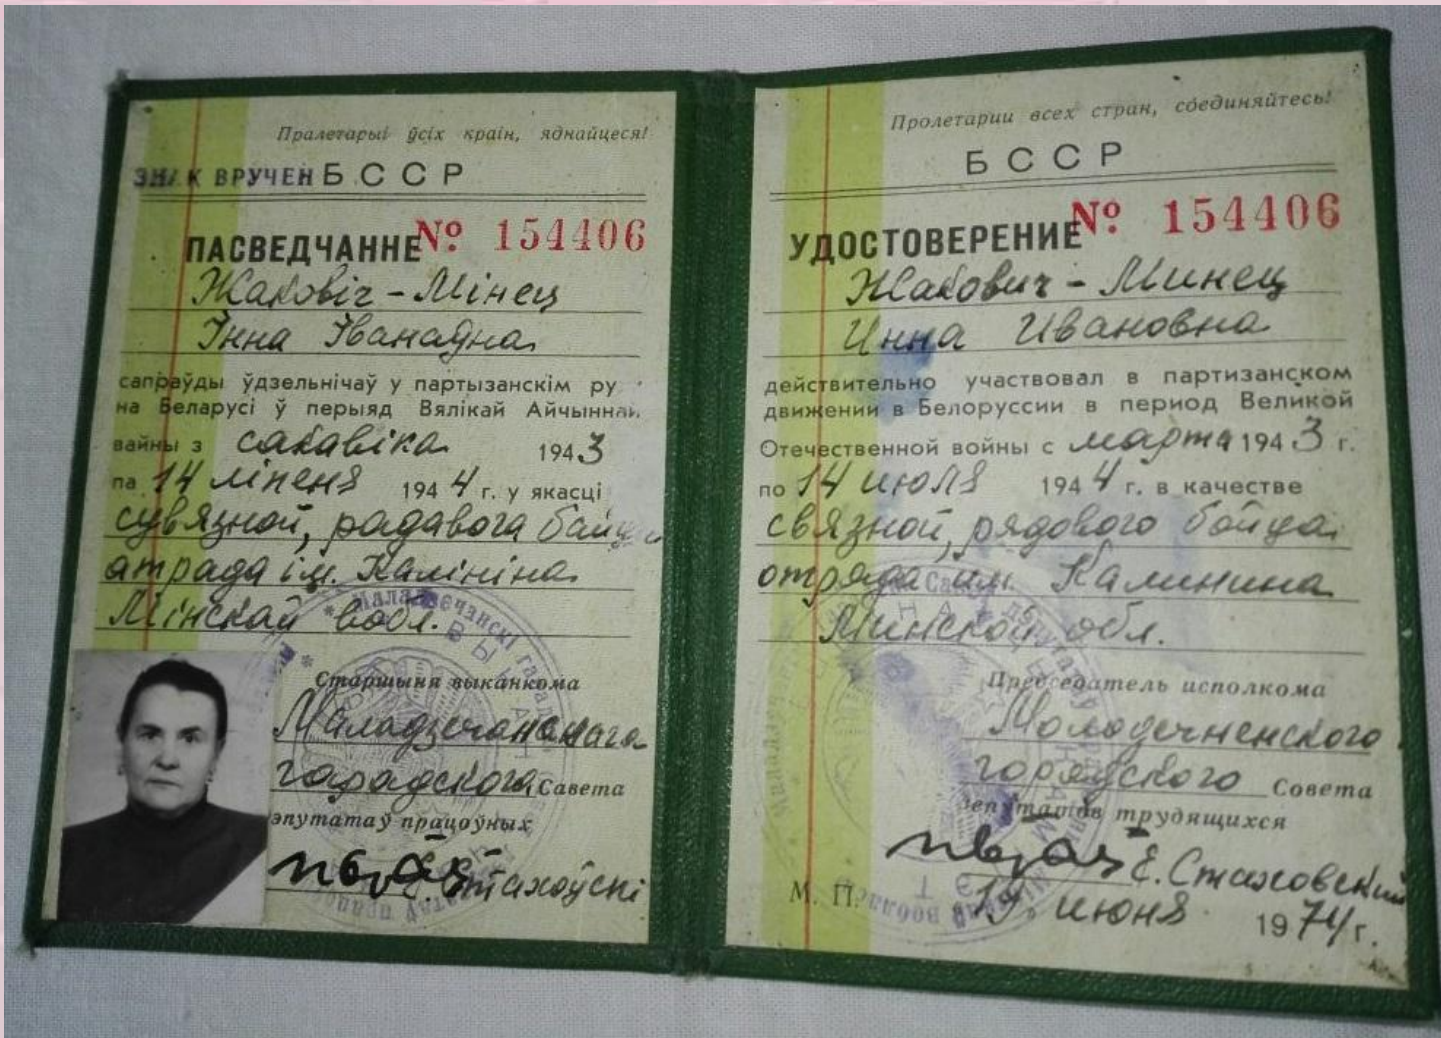 Пралетарыі ўсіх краін, яднайцеся!
ЗНАК ВРУЧЕН БССР
ПАСВЕДЧАННЕ № 154406
Жаковіч - Мінец
Інна Іванаўна
сапраўды ўдзельнічаў у партызанскім ру
на Беларусі ў перыяд Вялікай Айчыннай
вайны з сакавіка 1943
па 14 ліпеня 1944 г. у якасці
сувязной, радавога байца
атрада ім. Калініна
Мінскай вобл.
Старшыня выканкома
Маладзечанскага
гарадскога Савета
эпутатаў працоўных
Стахоўскі
Пролетарии всех стран, соединяйтесь!
БССР
УДОСТОВЕРЕНИЕ № 154406
Жакович - Минец
Инна Ивановна
действительно участвовал в партизанском
движении в Белоруссии в период Великой
Отечественной войны с марта 1943 г.
по 14 июля 1944 г. в качестве
связной, рядового бойца
отряда им. Калинина
Минской обл.
Председатель исполкома
Молодечненского
городского Совета
депутатов трудящихся
Е. Стаховский
М. П. 19 июня 1974 г.